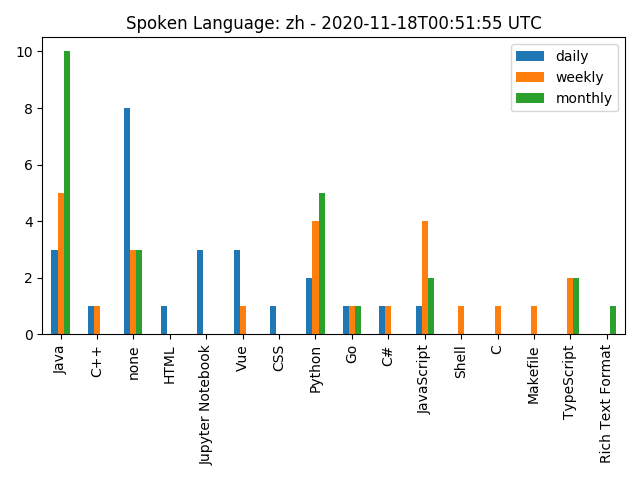 Spoken Language: zh - 2020-11-18T00:51:55 UTC
daily
weekly
monthly
10
8
6
4
2
0
Java
C++
none
HTML
Jupyter Notebook
Vue
CSS
Python
Go
C#
JavaScript
Shell
C
Makefile
TypeScript
Rich Text Format